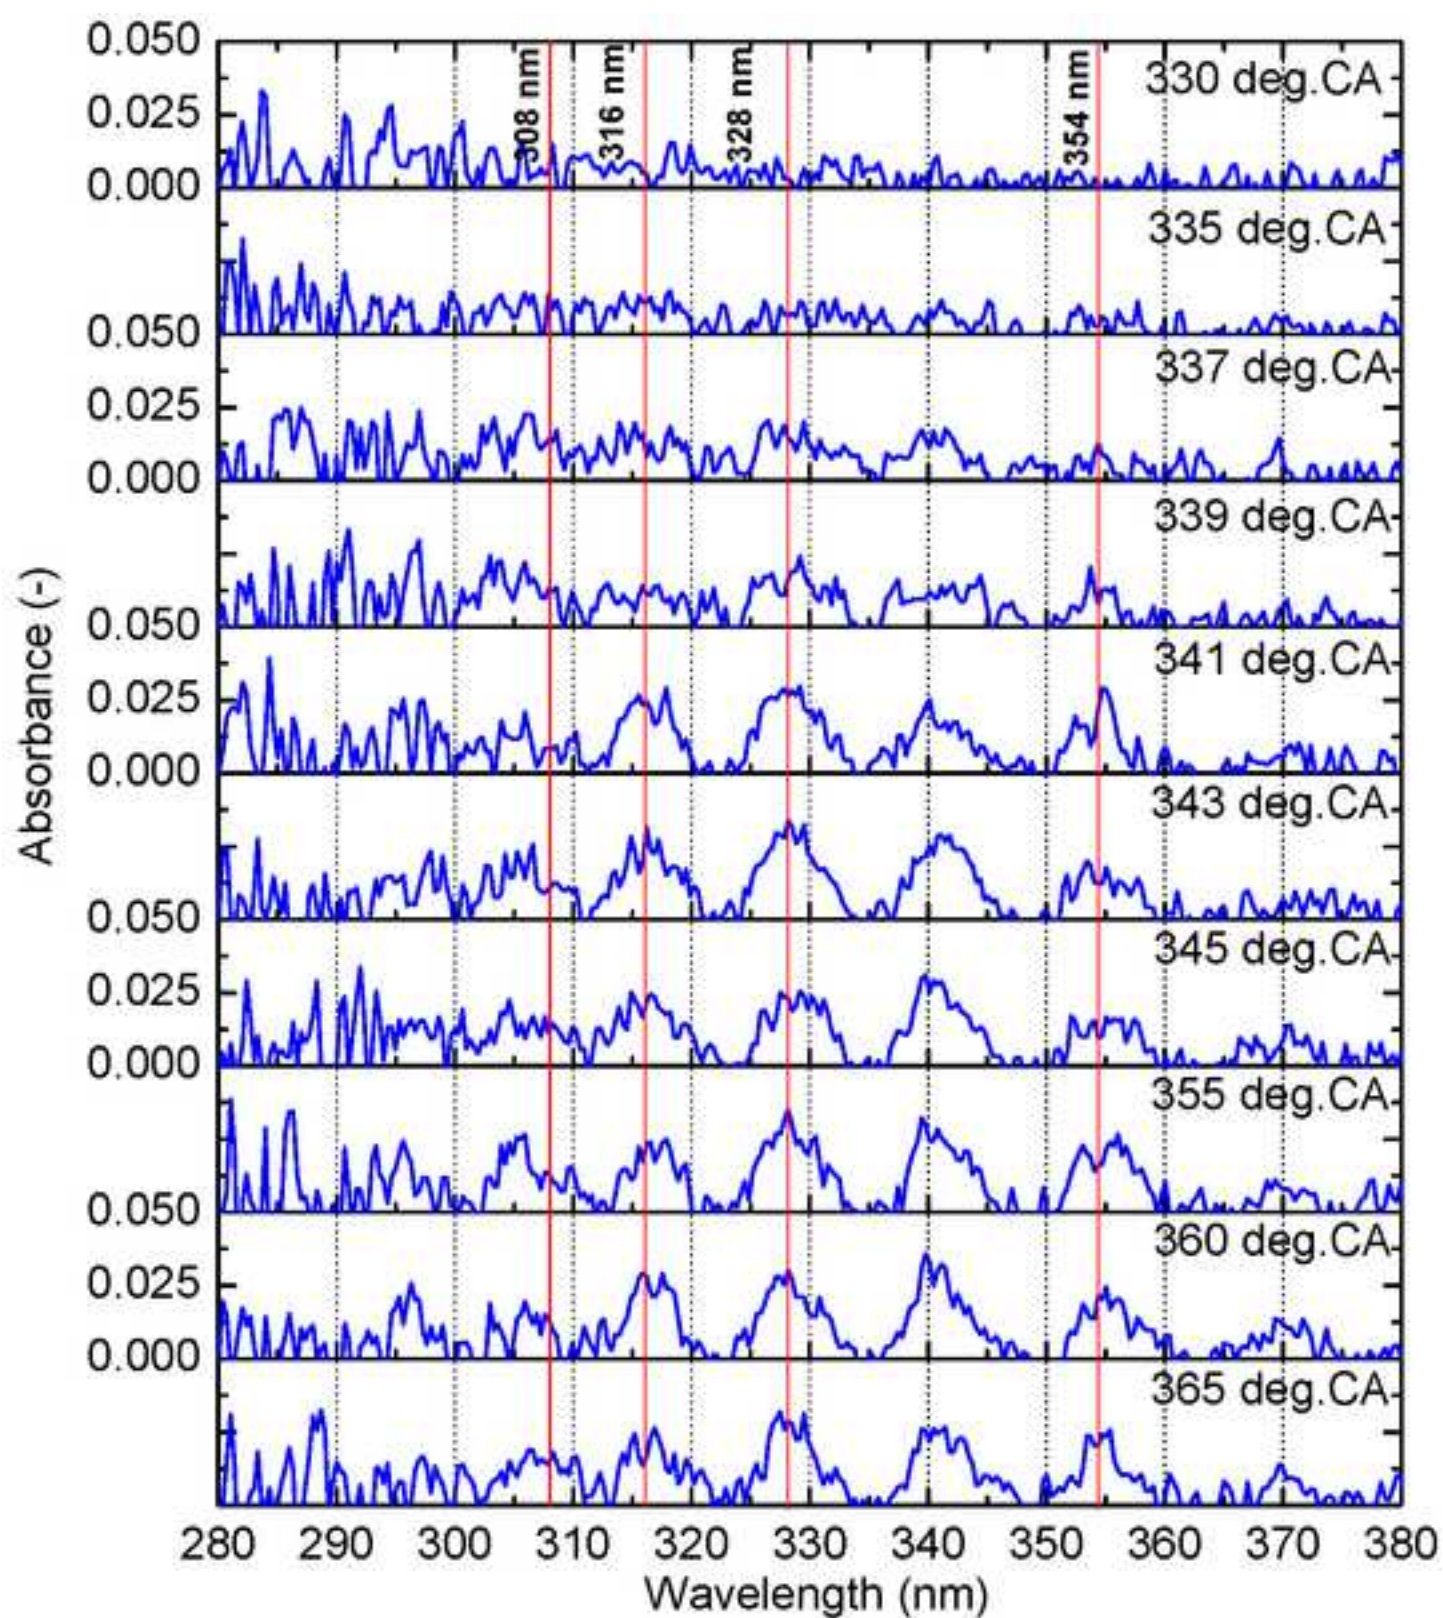 0.050
308 nm
316 nm
328 nm
354 nm
330 deg.CA
0.025
0.000
335 deg.CA
0.050
337 deg.CA
0.025
0.000
339 deg.CA
0.050
341 deg.CA
0.025
0.000
343 deg.CA
0.050
345 deg.CA
0.025
0.000
355 deg.CA
0.050
360 deg.CA
0.025
0.000
365 deg.CA
Absorbance (-)
280 290 300 310 320 330 340 350 360 370 380
Wavelength (nm)